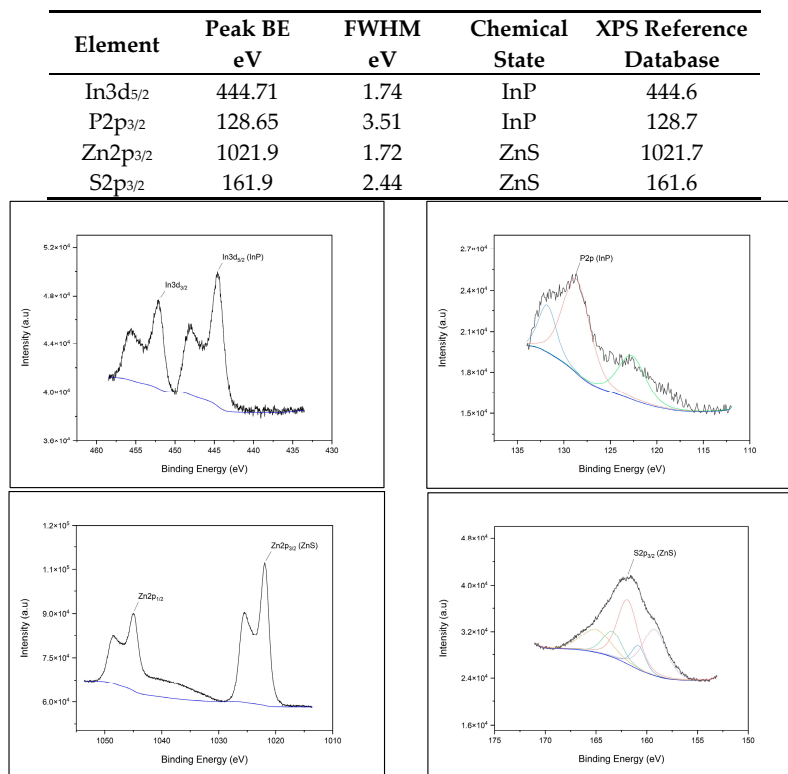 Element Peak BE eV FWHM eV Chemical State XPS Reference Database
In3d5/2 444.71 1.74 InP 444.6
P2p3/2 128.65 3.51 InP 128.7
Zn2p3/2 1021.9 1.72 ZnS 1021.7
S2p3/2 161.9 2.44 ZnS 161.6
5.2×10⁴
4.8×10⁴
4.4×10⁴
4.0×10⁴
3.6×10⁴
Intensity (a.u)
In3d3/2
In3d3/2 (InP)
460 455 450 445 440 435 430
Binding Energy (eV)
2.7×10⁴
2.4×10⁴
2.1×10⁴
1.8×10⁴
1.5×10⁴
Intensity (a.u)
P2p (InP)
135 130 125 120 115 110
Binding Energy (eV)
1.2×10⁵
1.1×10⁵
9.0×10⁴
7.5×10⁴
6.0×10⁴
Intensity (a.u)
Zn2p1/2
Zn2p3/2 (ZnS)
1050 1040 1030 1020 1010
Binding Energy (eV)
4.8×10⁴
4.0×10⁴
3.2×10⁴
2.4×10⁴
1.6×10⁴
Intensity (a.u)
S2p3/2 (ZnS)
175 170 165 160 155 150
Binding Energy (eV)